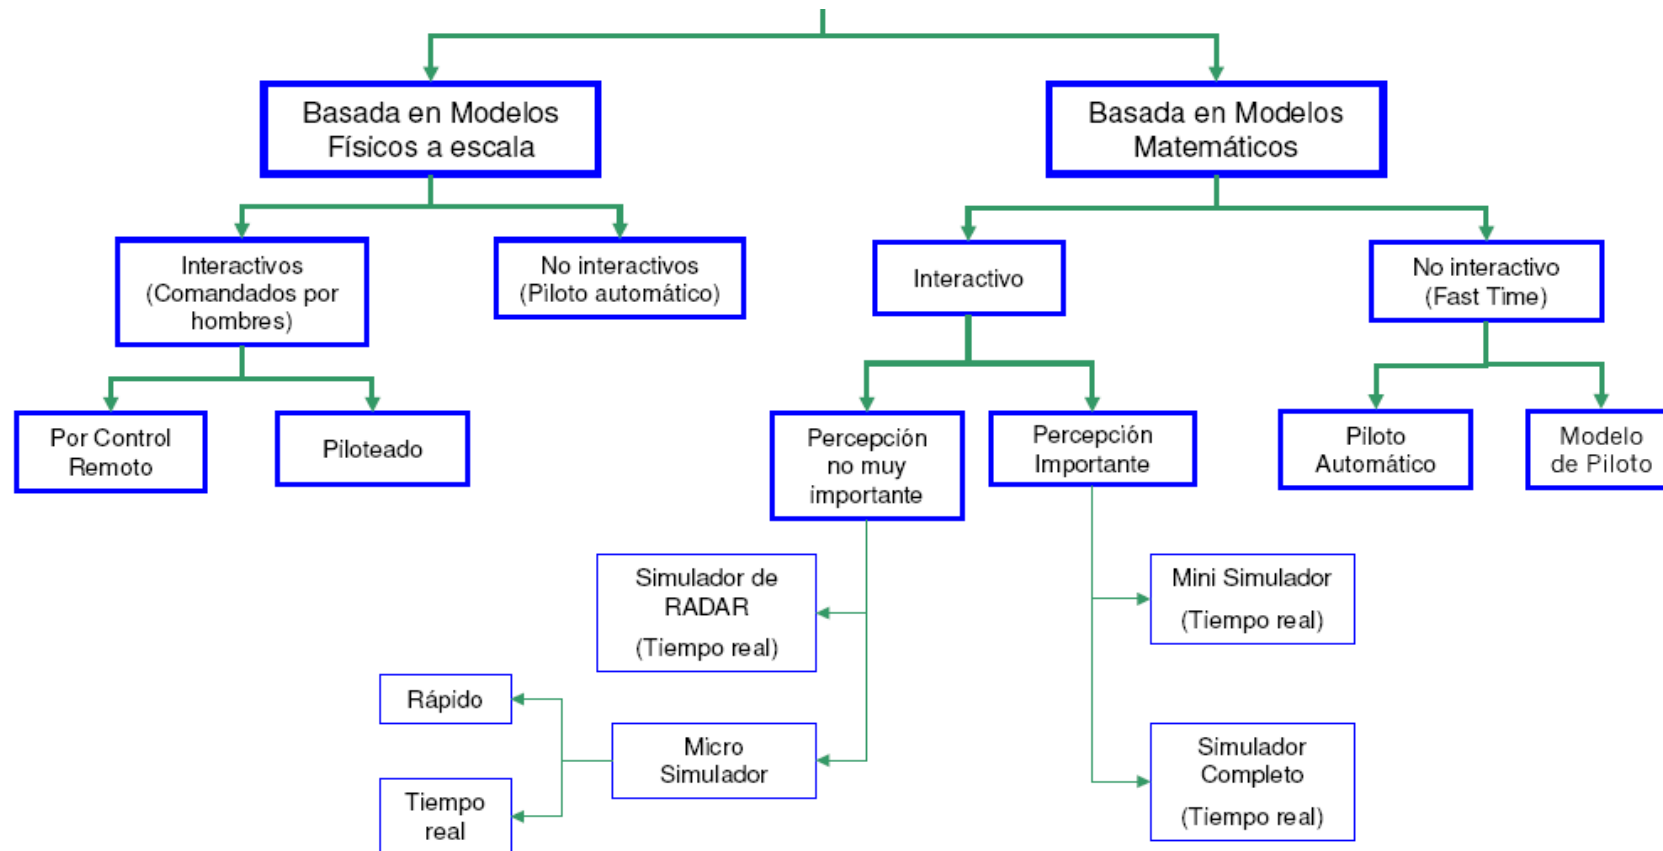 Basada en Modelos
Físicos a escala
Basada en Modelos
Matemáticos
Interactivos
(Comandados por
hombres)
No interactivos
(Piloto automático)
Interactivo
No interactivo
(Fast Time)
Por Control
Remoto
Piloteado
Percepción
no muy
importante
Percepción
Importante
Piloto
Automático
Modelo
de Piloto
Simulador de
RADAR
(Tiempo real)
Mini Simulador
(Tiempo real)
Rápido
Micro
Simulador
Simulador
Completo
(Tiempo real)
Tiempo
real